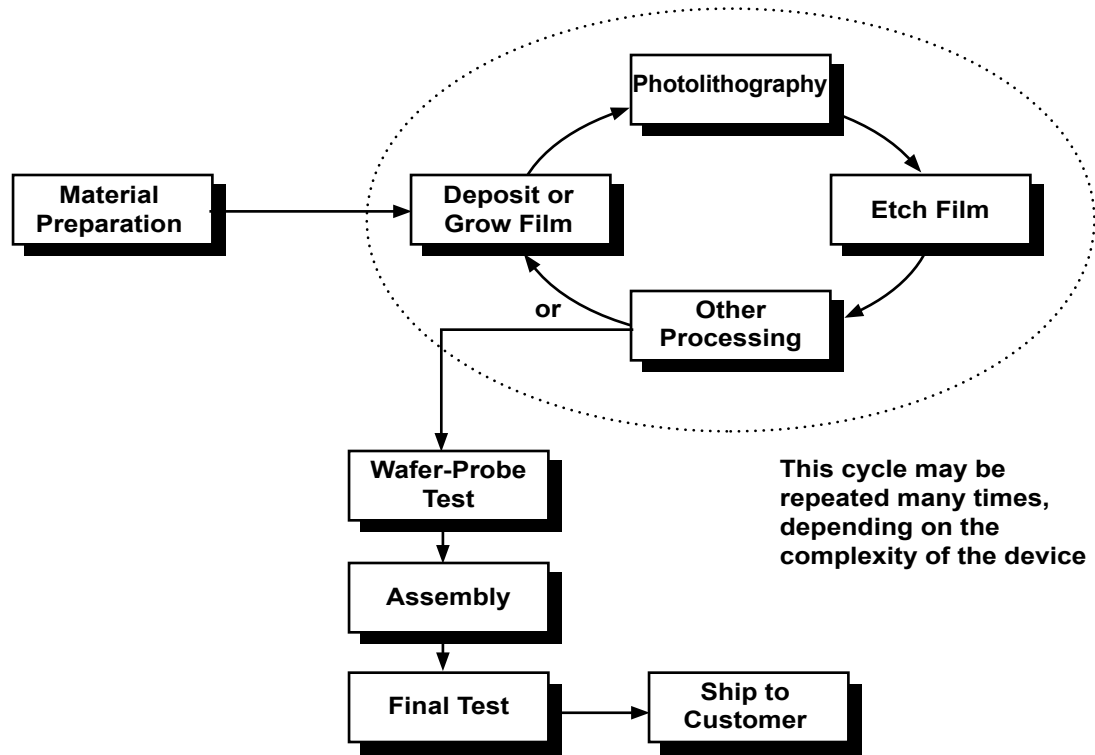 Photolithography
Material
Preparation
Deposit or
Grow Film
Etch Film
or
Other
Processing
Wafer-Probe
Test
This cycle may be
repeated many times,
depending on the
complexity of the device
Assembly
Final Test
Ship to
Customer